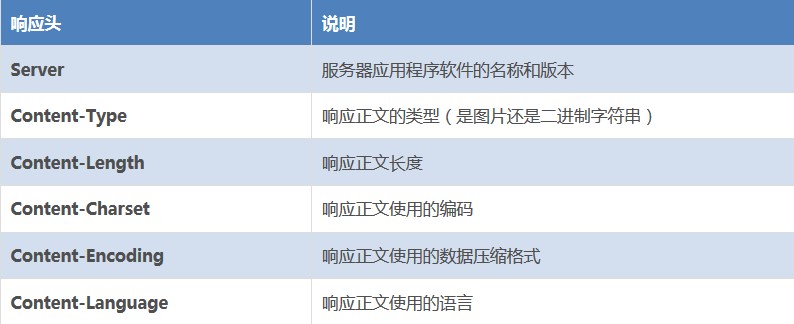 响应头 说明
Server 服务器应用程序软件的名称和版本
Content-Type 响应正文的类型（是图片还是二进制字符串）
Content-Length 响应正文长度
Content-Charset 响应正文使用的编码
Content-Encoding 响应正文使用的数据压缩格式
Content-Language 响应正文使用的语言